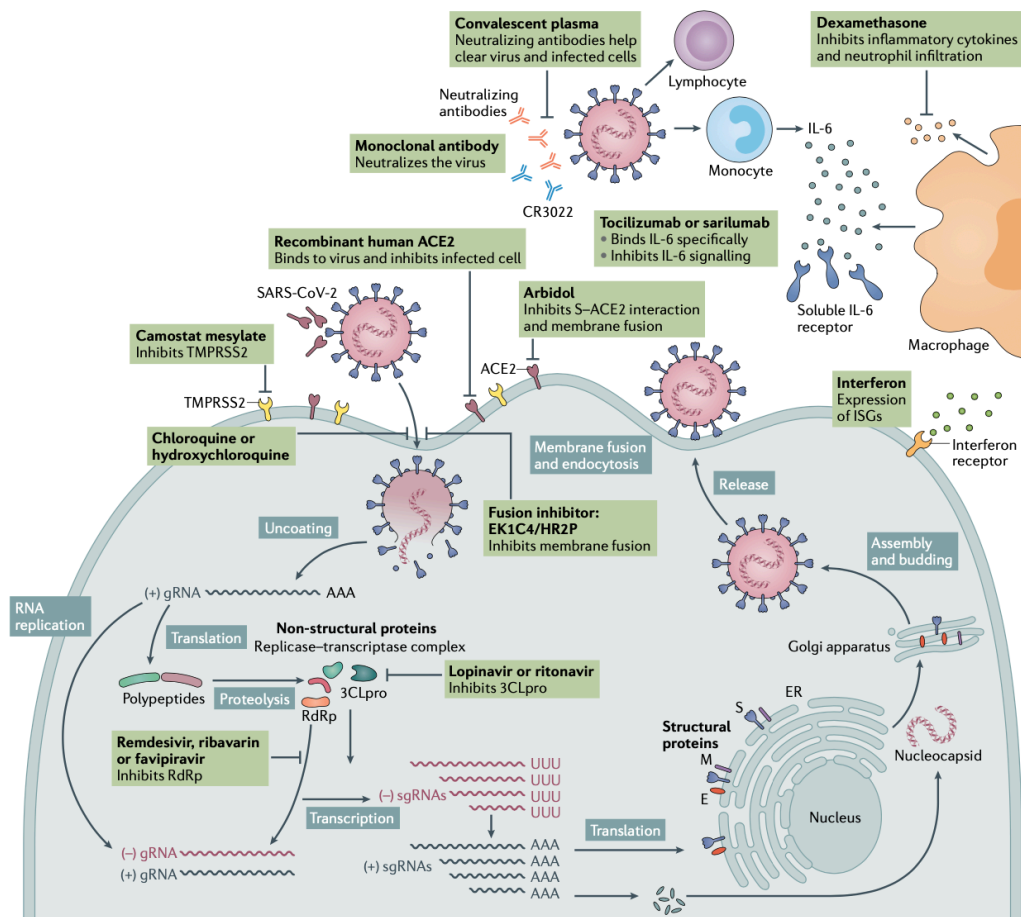 Convalescent plasma
Neutralizing antibodies help
clear virus and infected cells
Dexamethasone
Inhibits inflammatory cytokines
and neutrophil infiltration
Lymphocyte
Neutralizing
antibodies
Monoclonal antibody
Neutralizes the virus
IL-6
Monocyte
CR3022
Tocilizumab or sarilumab
• Binds IL-6 specifically
• Inhibits IL-6 signalling
Recombinant human ACE2
Binds to virus and inhibits infected cell
SARS-CoV-2
Arbidol
Inhibits S–ACE2 interaction
and membrane fusion
Soluble IL-6
receptor
Macrophage
Camostat mesylate
Inhibits TMPRSS2
ACE2
TMPRSS2
Interferon
Expression
of ISGs
Interferon
receptor
Chloroquine or
hydroxychloroquine
Membrane fusion
and endocytosis
Release
Fusion inhibitor:
EK1C4/HR2P
Inhibits membrane fusion
Uncoating
Assembly
and budding
(+) gRNA
AAA
RNA
replication
Translation
Non-structural proteins
Replicase–transcriptase complex
Golgi apparatus
Polypeptides
Proteolysis
3CLpro
RdRp
Lopinavir or ritonavir
Inhibits 3CLpro
ER
S
Structural
proteins
M
E
Nucleocapsid
Remdesivir, ribavarin
or favipiravir
Inhibits RdRp
UUU
UUU
(–) sgRNAs
UUU
UUU
Transcription
Translation
Nucleus
(–) gRNA
(+) gRNA
AAA
(+) sgRNAs
AAA
AAA
AAA